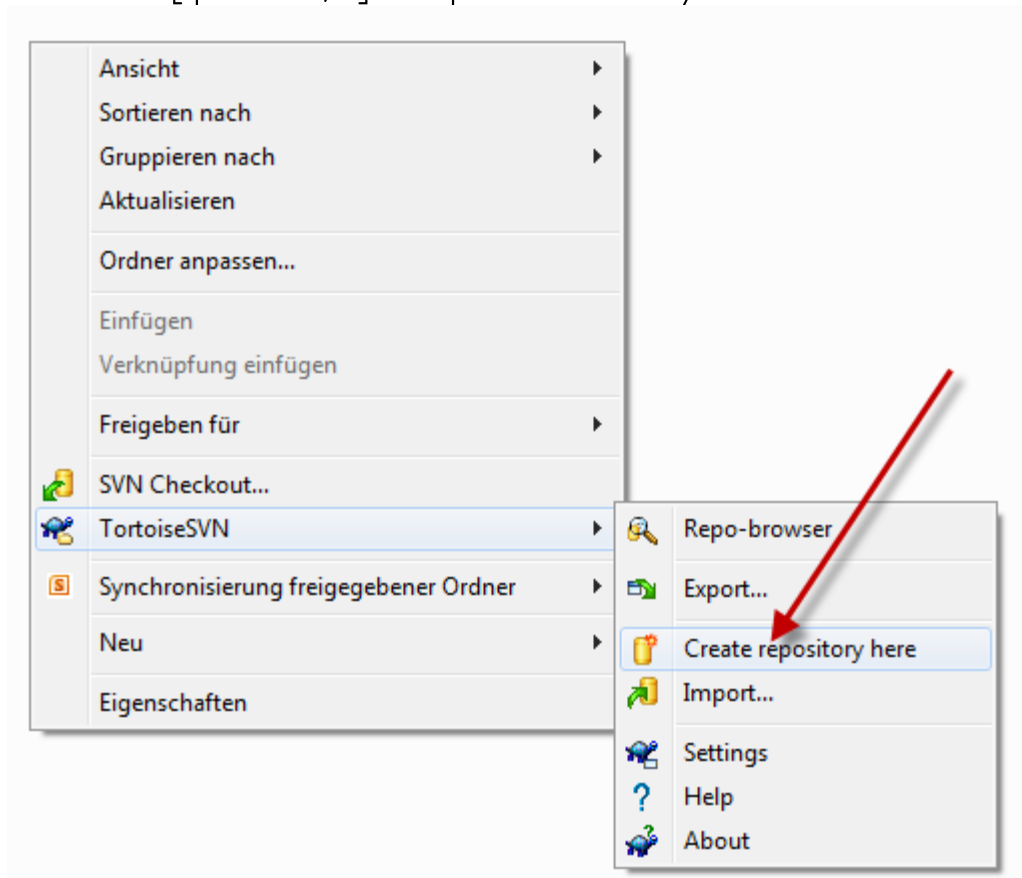 Ansicht
Sortieren nach
Gruppieren nach
Aktualisieren
Ordner anpassen...
Einfügen
Verknüpfung einfügen
Freigeben für
SVN Checkout...
TortoiseSVN
Synchronisierung freigegebener Ordner
Neu
Eigenschaften
Repo-browser
Export...
Create repository here
Import...
Settings
Help
About